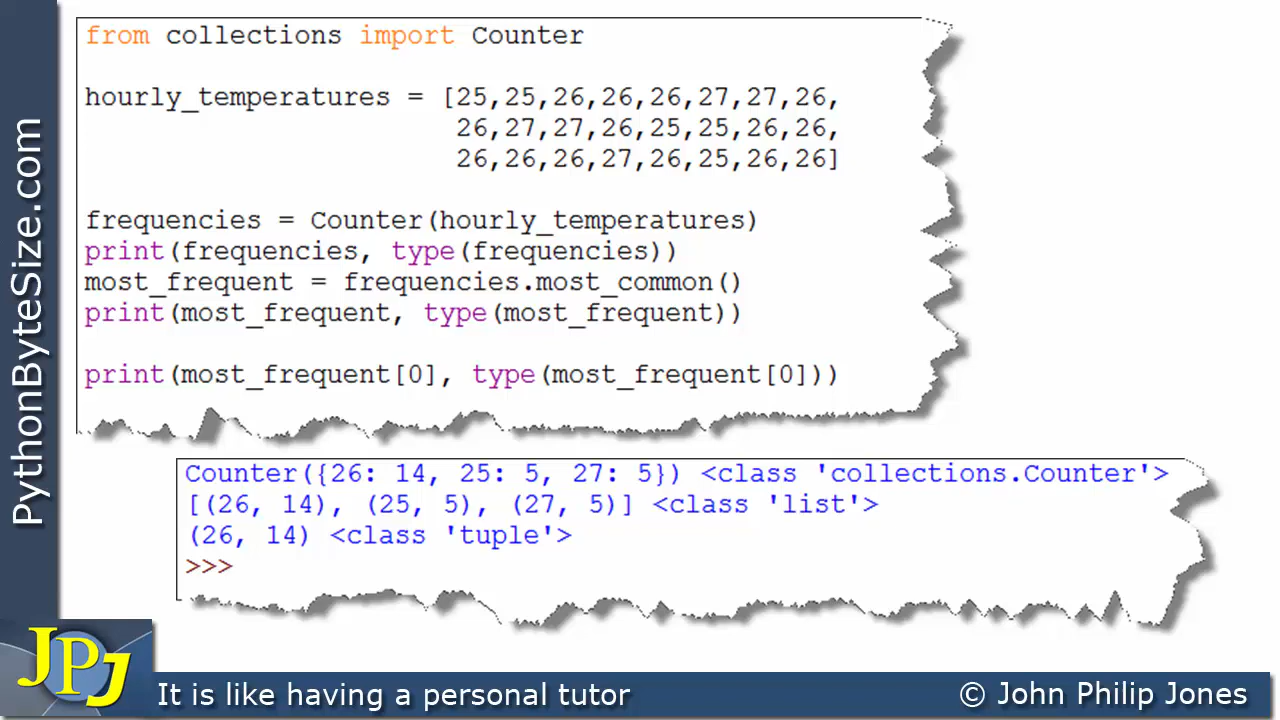 from collections import Counter
hourly_temperatures = [25,25,26,26,26,27,27,26,
26,27,27,26,25,25,26,26,
26,26,26,27,26,25,26,26]
frequencies = Counter(hourly_temperatures)
print(frequencies, type(frequencies))
most_frequent = frequencies.most_common()
print(most_frequent, type(most_frequent))
print(most_frequent[0], type(most_frequent[0]))
Counter({26: 14, 25: 5, 27: 5}) <class 'collections.Counter'>
[(26, 14), (25, 5), (27, 5)] <class 'list'>
(26, 14) <class 'tuple'>
>>>
PythonByteSize.com
JPJ
It is like having a personal tutor
© John Philip Jones